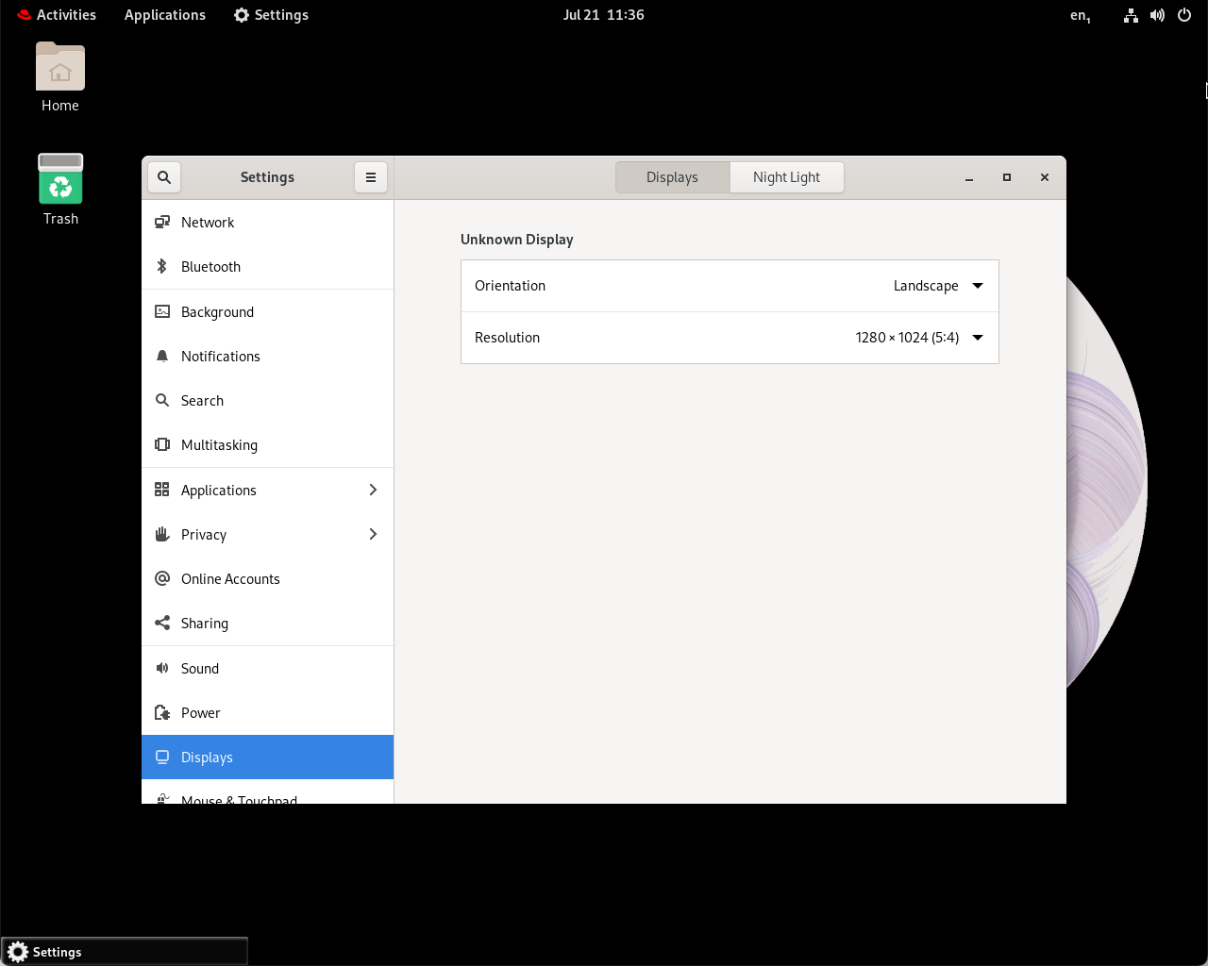 Activities Applications Settings Jul 21 11:36 en₁
Home
Trash
Settings Displays Night Light
Network
Bluetooth
Background
Notifications
Search
Multitasking
Applications
Privacy
Online Accounts
Sharing
Sound
Power
Displays
Mouse & Touchpad
Unknown Display
Orientation Landscape
Resolution 1280 × 1024 (5:4)
Settings